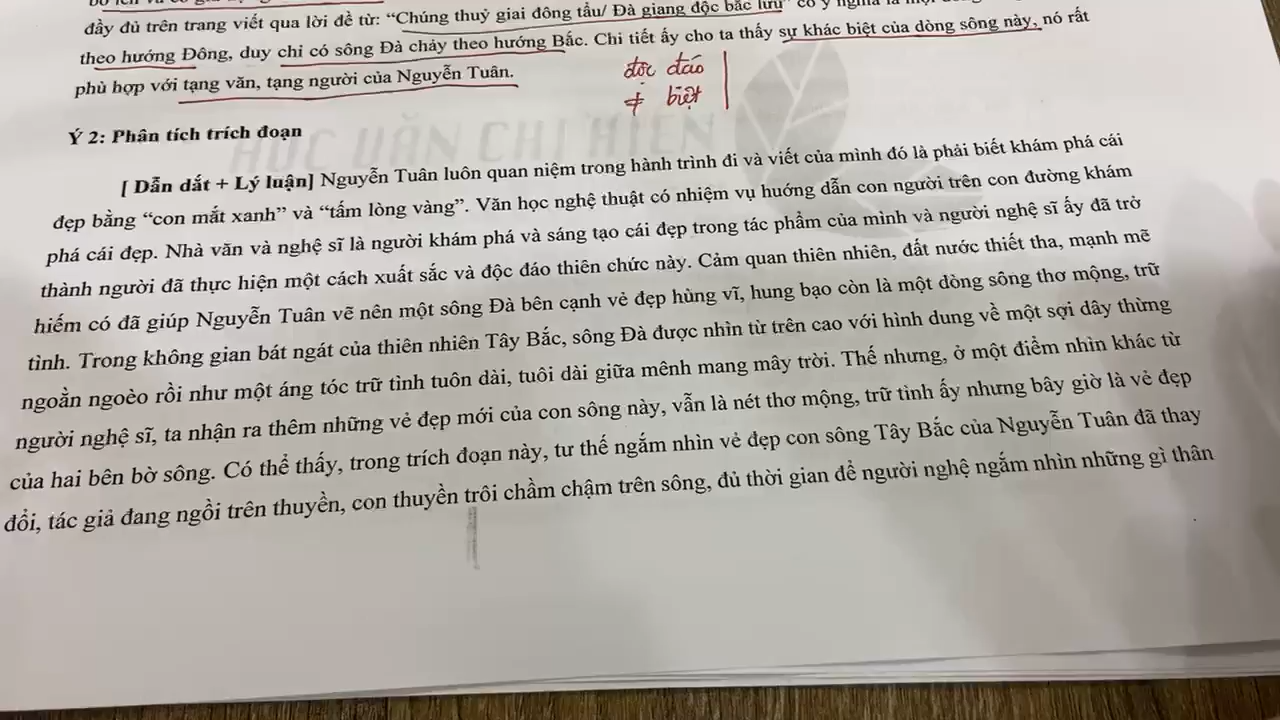 đầy đủ trên trang viết qua lời đề từ: “Chúng thuỷ giai đông tẩu/ Đà giang độc bắc lưu” có ý nghĩa là
theo hướng Đông, duy chỉ có sông Đà chảy theo hướng Bắc. Chi tiết ấy cho ta thấy sự khác biệt của dòng sông này, nó rất
phù hợp với tạng văn, tạng người của Nguyễn Tuân.
độc đáo
≠ biệt
HỌC VĂN CHỊ HIÊN
Ý 2: Phân tích trích đoạn
[ Dẫn dắt + Lý luận] Nguyễn Tuân luôn quan niệm trong hành trình đi và viết của mình đó là phải biết khám phá cái
đẹp bằng “con mắt xanh” và “tấm lòng vàng”. Văn học nghệ thuật có nhiệm vụ huớng dẫn con người trên con đường khám
phá cái đẹp. Nhà văn và nghệ sĩ là người khám phá và sáng tạo cái đẹp trong tác phẩm của mình và người nghệ sĩ ấy đã trở
thành người đã thực hiện một cách xuất sắc và độc đáo thiên chức này. Cảm quan thiên nhiên, đất nước thiết tha, mạnh mẽ
hiếm có đã giúp Nguyễn Tuân vẽ nên một sông Đà bên cạnh vẻ đẹp hùng vĩ, hung bạo còn là một dòng sông thơ mộng, trữ
tình. Trong không gian bát ngát của thiên nhiên Tây Bắc, sông Đà được nhìn từ trên cao với hình dung về một sợi dây thừng
ngoằn ngoèo rồi như một áng tóc trữ tình tuôn dài, tuôi dài giữa mênh mang mây trời. Thế nhưng, ở một điểm nhìn khác từ
người nghệ sĩ, ta nhận ra thêm những vẻ đẹp mới của con sông này, vẫn là nét thơ mộng, trữ tình ấy nhưng bây giờ là vẻ đẹp
của hai bên bờ sông. Có thể thấy, trong trích đoạn này, tư thế ngắm nhìn vẻ đẹp con sông Tây Bắc của Nguyễn Tuân đã thay
đổi, tác giả đang ngồi trên thuyền, con thuyền trôi chầm chậm trên sông, đủ thời gian để người nghệ ngắm nhìn những gì thân